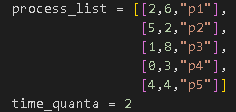 process_list = [[2,6,"p1"],
[5,2,"p2"],
[1,8,"p3"],
[0,3,"p4"],
[4,4,"p5"]]
time_quanta = 2